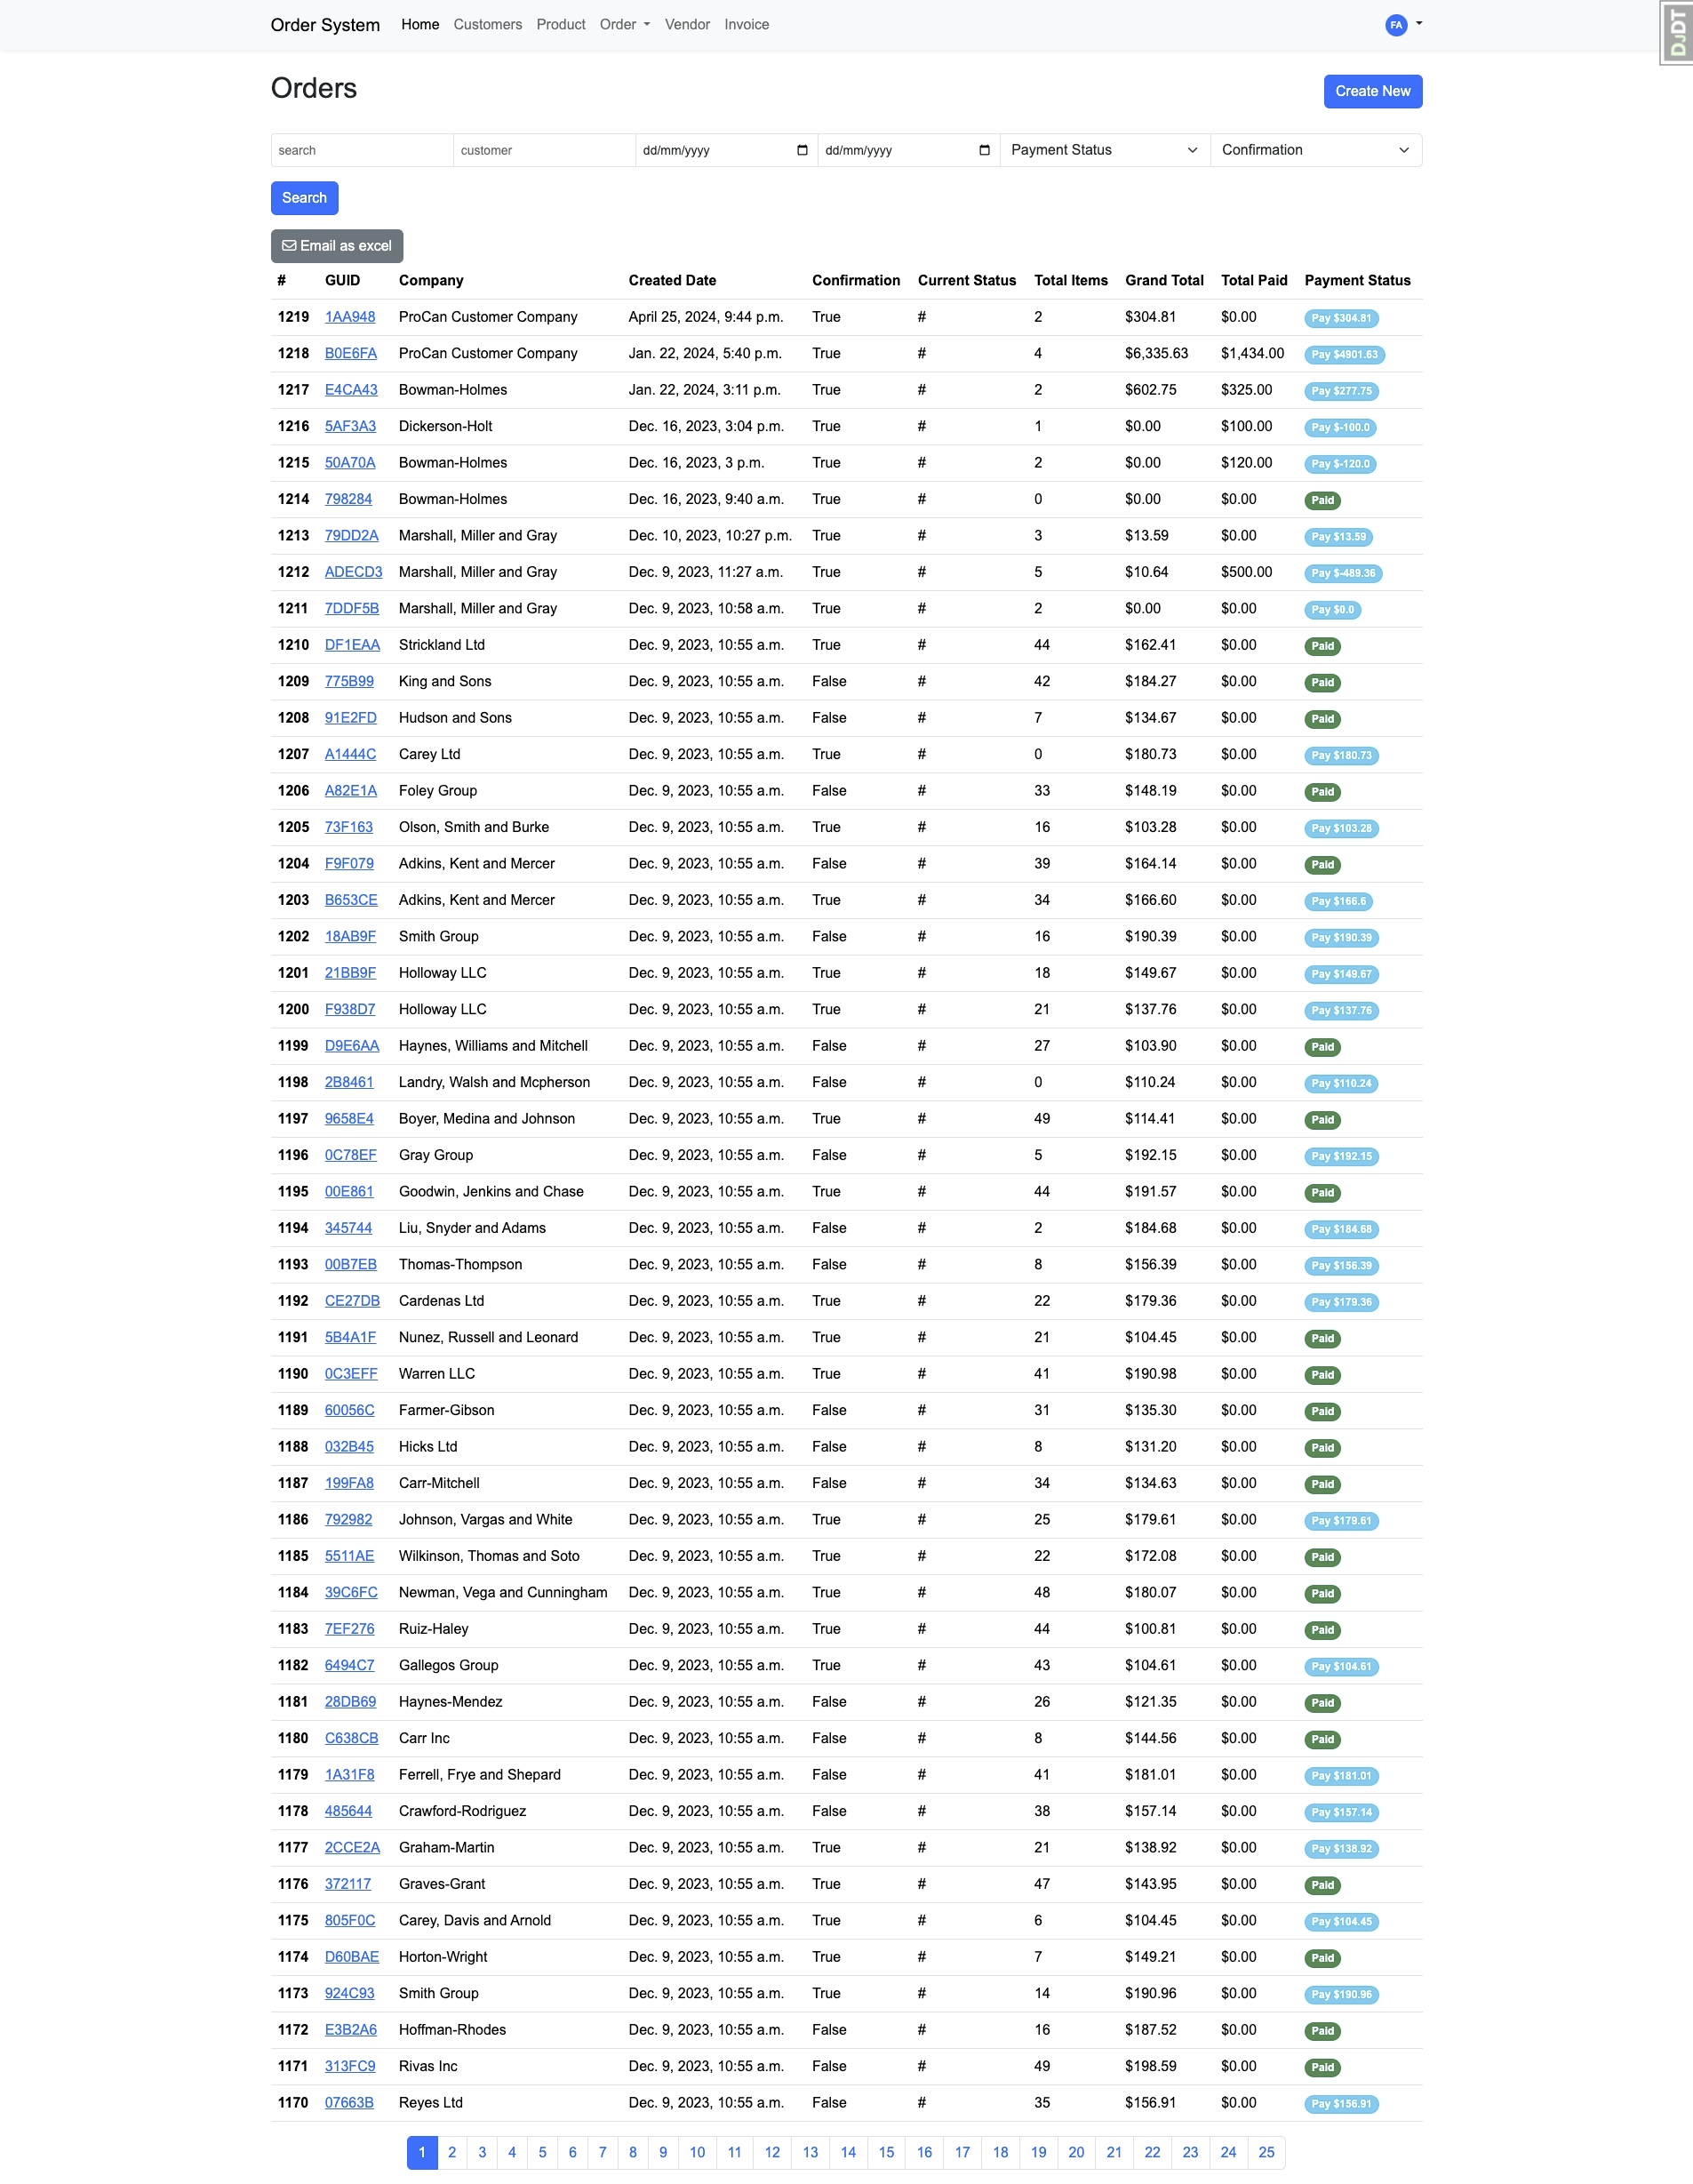 Order System Home Customers Product Order Vendor Invoice FA
DJDT
Orders
Create New
search customer dd/mm/yyyy dd/mm/yyyy Payment Status Confirmation
Search
Email as excel
# GUID Company Created Date Confirmation Current Status Total Items Grand Total Total Paid Payment Status
1219 1AA948 ProCan Customer Company April 25, 2024, 9:44 p.m. True # 2 $304.81 $0.00 Pay $304.81
1218 B0E6FA ProCan Customer Company Jan. 22, 2024, 5:40 p.m. True # 4 $6,335.63 $1,434.00 Pay $4901.63
1217 E4CA43 Bowman-Holmes Jan. 22, 2024, 3:11 p.m. True # 2 $602.75 $325.00 Pay $277.75
1216 5AF3A3 Dickerson-Holt Dec. 16, 2023, 3:04 p.m. True # 1 $0.00 $100.00 Pay $-100.0
1215 50A70A Bowman-Holmes Dec. 16, 2023, 3 p.m. True # 2 $0.00 $120.00 Pay $-120.0
1214 798284 Bowman-Holmes Dec. 16, 2023, 9:40 a.m. True # 0 $0.00 $0.00 Paid
1213 79DD2A Marshall, Miller and Gray Dec. 10, 2023, 10:27 p.m. True # 3 $13.59 $0.00 Pay $13.59
1212 ADECD3 Marshall, Miller and Gray Dec. 9, 2023, 11:27 a.m. True # 5 $10.64 $500.00 Pay $-489.36
1211 7DDF5B Marshall, Miller and Gray Dec. 9, 2023, 10:58 a.m. True # 2 $0.00 $0.00 Pay $0.0
1210 DF1EAA Strickland Ltd Dec. 9, 2023, 10:55 a.m. True # 44 $162.41 $0.00 Paid
1209 775B99 King and Sons Dec. 9, 2023, 10:55 a.m. False # 42 $184.27 $0.00 Paid
1208 91E2FD Hudson and Sons Dec. 9, 2023, 10:55 a.m. False # 7 $134.67 $0.00 Paid
1207 A1444C Carey Ltd Dec. 9, 2023, 10:55 a.m. True # 0 $180.73 $0.00 Pay $180.73
1206 A82E1A Foley Group Dec. 9, 2023, 10:55 a.m. False # 33 $148.19 $0.00 Paid
1205 73F163 Olson, Smith and Burke Dec. 9, 2023, 10:55 a.m. True # 16 $103.28 $0.00 Pay $103.28
1204 F9F079 Adkins, Kent and Mercer Dec. 9, 2023, 10:55 a.m. False # 39 $164.14 $0.00 Paid
1203 B653CE Adkins, Kent and Mercer Dec. 9, 2023, 10:55 a.m. True # 34 $166.60 $0.00 Pay $166.6
1202 18AB9F Smith Group Dec. 9, 2023, 10:55 a.m. False # 16 $190.39 $0.00 Pay $190.39
1201 21BB9F Holloway LLC Dec. 9, 2023, 10:55 a.m. True # 18 $149.67 $0.00 Pay $149.67
1200 F938D7 Holloway LLC Dec. 9, 2023, 10:55 a.m. True # 21 $137.76 $0.00 Pay $137.76
1199 D9E6AA Haynes, Williams and Mitchell Dec. 9, 2023, 10:55 a.m. False # 27 $103.90 $0.00 Paid
1198 2B8461 Landry, Walsh and Mcpherson Dec. 9, 2023, 10:55 a.m. False # 0 $110.24 $0.00 Pay $110.24
1197 9658E4 Boyer, Medina and Johnson Dec. 9, 2023, 10:55 a.m. True # 49 $114.41 $0.00 Paid
1196 0C78EF Gray Group Dec. 9, 2023, 10:55 a.m. False # 5 $192.15 $0.00 Pay $192.15
1195 00E861 Goodwin, Jenkins and Chase Dec. 9, 2023, 10:55 a.m. True # 44 $191.57 $0.00 Paid
1194 345744 Liu, Snyder and Adams Dec. 9, 2023, 10:55 a.m. False # 2 $184.68 $0.00 Pay $184.68
1193 00B7EB Thomas-Thompson Dec. 9, 2023, 10:55 a.m. False # 8 $156.39 $0.00 Pay $156.39
1192 CE27DB Cardenas Ltd Dec. 9, 2023, 10:55 a.m. True # 22 $179.36 $0.00 Pay $179.36
1191 5B4A1F Nunez, Russell and Leonard Dec. 9, 2023, 10:55 a.m. True # 21 $104.45 $0.00 Paid
1190 0C3EFF Warren LLC Dec. 9, 2023, 10:55 a.m. True # 41 $190.98 $0.00 Paid
1189 60056C Farmer-Gibson Dec. 9, 2023, 10:55 a.m. False # 31 $135.30 $0.00 Paid
1188 032B45 Hicks Ltd Dec. 9, 2023, 10:55 a.m. False # 8 $131.20 $0.00 Paid
1187 199FA8 Carr-Mitchell Dec. 9, 2023, 10:55 a.m. False # 34 $134.63 $0.00 Paid
1186 792982 Johnson, Vargas and White Dec. 9, 2023, 10:55 a.m. True # 25 $179.61 $0.00 Pay $179.61
1185 5511AE Wilkinson, Thomas and Soto Dec. 9, 2023, 10:55 a.m. True # 22 $172.08 $0.00 Paid
1184 39C6FC Newman, Vega and Cunningham Dec. 9, 2023, 10:55 a.m. True # 48 $180.07 $0.00 Paid
1183 7EF276 Ruiz-Haley Dec. 9, 2023, 10:55 a.m. True # 44 $100.81 $0.00 Paid
1182 6494C7 Gallegos Group Dec. 9, 2023, 10:55 a.m. True # 43 $104.61 $0.00 Pay $104.61
1181 28DB69 Haynes-Mendez Dec. 9, 2023, 10:55 a.m. False # 26 $121.35 $0.00 Paid
1180 C638CB Carr Inc Dec. 9, 2023, 10:55 a.m. False # 8 $144.56 $0.00 Paid
1179 1A31F8 Ferrell, Frye and Shepard Dec. 9, 2023, 10:55 a.m. False # 41 $181.01 $0.00 Pay $181.01
1178 485644 Crawford-Rodriguez Dec. 9, 2023, 10:55 a.m. False # 38 $157.14 $0.00 Pay $157.14
1177 2CCE2A Graham-Martin Dec. 9, 2023, 10:55 a.m. True # 21 $138.92 $0.00 Pay $138.92
1176 372117 Graves-Grant Dec. 9, 2023, 10:55 a.m. True # 47 $143.95 $0.00 Paid
1175 805F0C Carey, Davis and Arnold Dec. 9, 2023, 10:55 a.m. True # 6 $104.45 $0.00 Pay $104.45
1174 D60BAE Horton-Wright Dec. 9, 2023, 10:55 a.m. True # 7 $149.21 $0.00 Paid
1173 924C93 Smith Group Dec. 9, 2023, 10:55 a.m. True # 14 $190.96 $0.00 Pay $190.96
1172 E3B2A6 Hoffman-Rhodes Dec. 9, 2023, 10:55 a.m. False # 16 $187.52 $0.00 Paid
1171 313FC9 Rivas Inc Dec. 9, 2023, 10:55 a.m. False # 49 $198.59 $0.00 Paid
1170 07663B Reyes Ltd Dec. 9, 2023, 10:55 a.m. False # 35 $156.91 $0.00 Pay $156.91
1 2 3 4 5 6 7 8 9 10 11 12 13 14 15 16 17 18 19 20 21 22 23 24 25